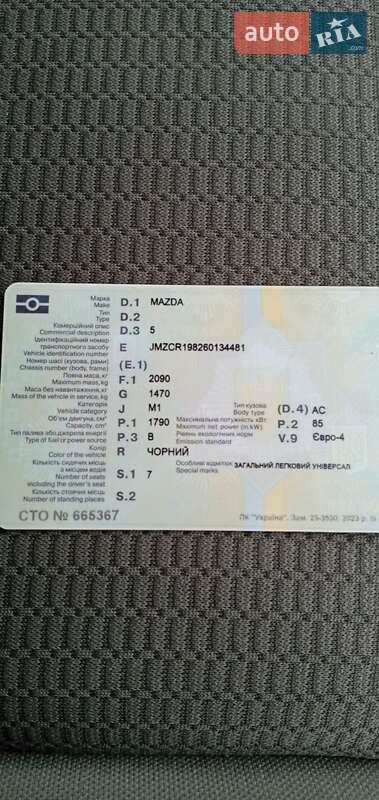 auto RIA.com
Марка
Make D.1 MAZDA
Тип
Type D.2
Комерційний опис
Commercial description D.3 5
Ідентифікаційний номер
транспортного засобу E JMZCR198260134481
Vehicle identification number
Номер шасі (кузова, рами) (E.1)
Chassis number (body, frame)
Повна маса, кг F.1 2090
Maximum mass, kg
Маса без навантаження, кг G 1470
Mass of the vehicle in service, kg
Категорія J M1 Тип кузова (D.4) AC
Vehicle category Body type
Об'єм двигуна, см³ P.1 1790 Максимальна потужність кВт P.2 85
Capacity, cm³ Maximum net power (in kW)
Тип палива або джерела енергії P.3 B Рівень екологічних норм V.9 Євро-4
Type of fuel or power source Emission standard
Колір R ЧОРНИЙ
Color of the vehicle
Кількість сидячих місць Особливі відмітки ЗАГАЛЬНИЙ ЛЕГКОВИЙ УНІВЕРСАЛ
з місцем водія S.1 7 Special marks
Number of seats
including the driver's seat
Кількість стоячих місць S.2
Number of standing places
СТО № 665367 ПК "Україна". Зам. 23-3530. 2023 р.